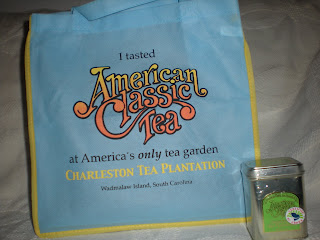 I tasted
American
Classic
Tea
at America's only tea garden
CHARLESTON TEA PLANTATION
Wadmalaw Island, South Carolina